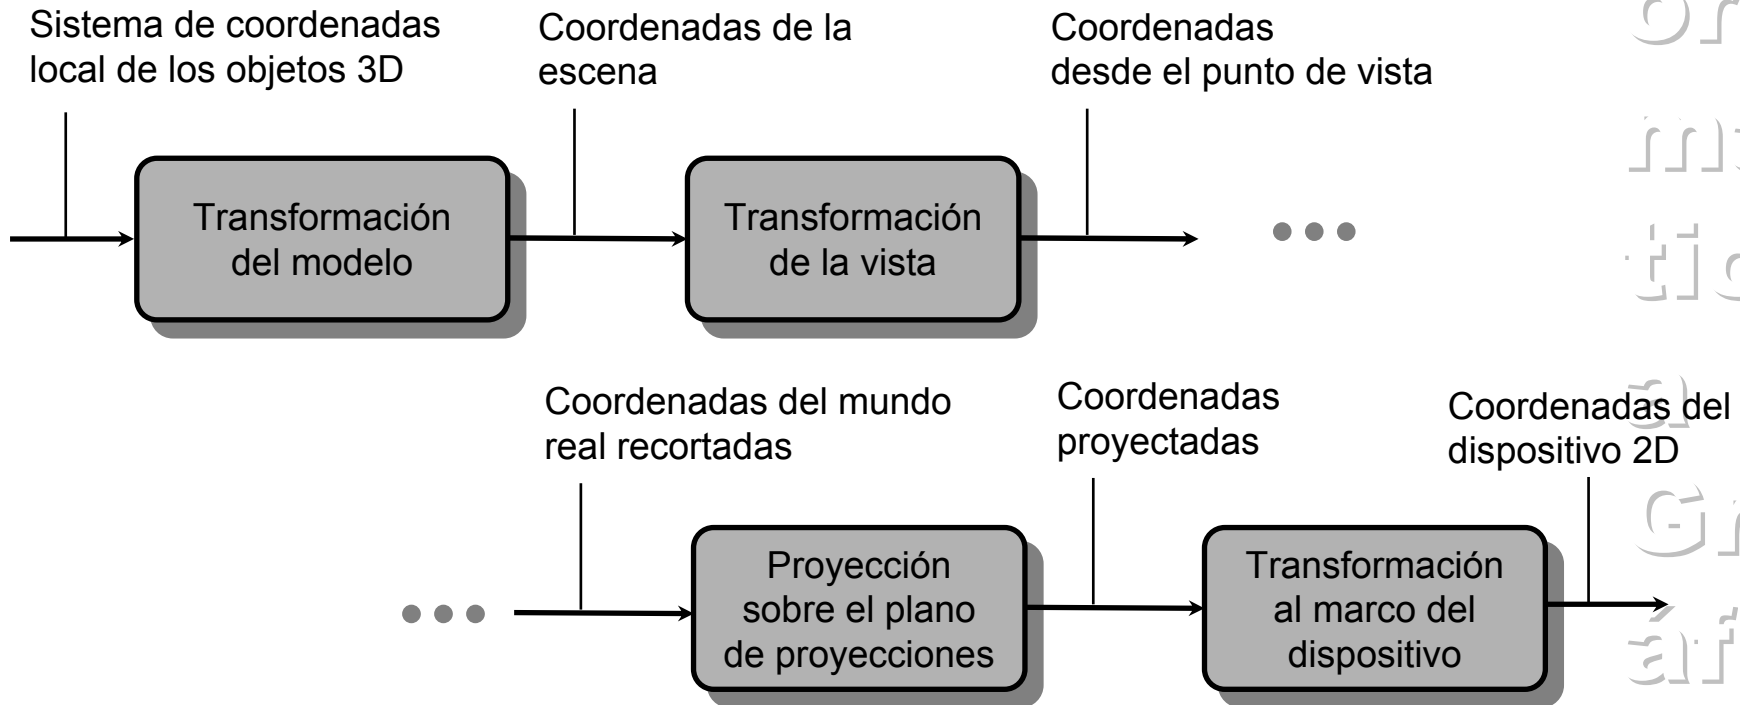 Sistema de coordenadas
local de los objetos 3D
Coordenadas de la
escena
Coordenadas
desde el punto de vista
Transformación
del modelo
Transformación
de la vista
Coordenadas del mundo
real recortadas
Coordenadas
proyectadas
Coordenadas del
dispositivo 2D
Proyección
sobre el plano
de proyecciones
Transformación
al marco del
dispositivo